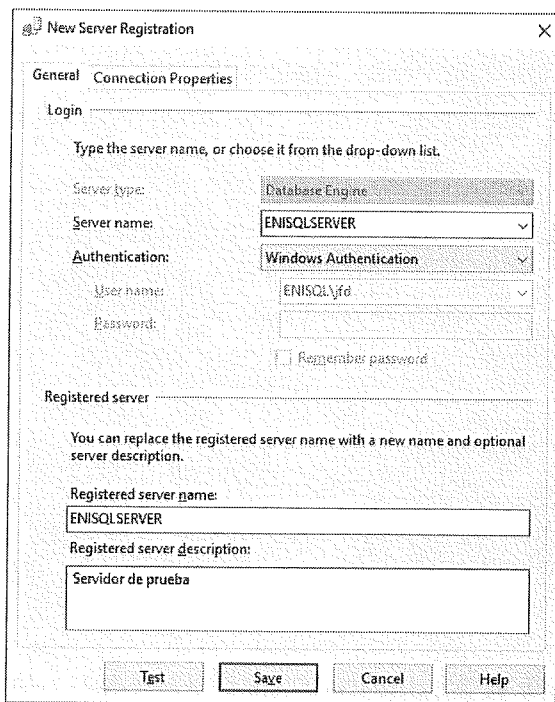 New Server Registration
General Connection Properties
Login
Type the server name, or choose it from the drop-down list.
Server type: Database Engine
Server name: ENISQLSERVER
Authentication: Windows Authentication
User name: ENISQL\jfd
Password:
Remember password
Registered server
You can replace the registered server name with a new name and optional
server description.
Registered server name:
ENISQLSERVER
Registered server description:
Servidor de prueba
Test Save Cancel Help